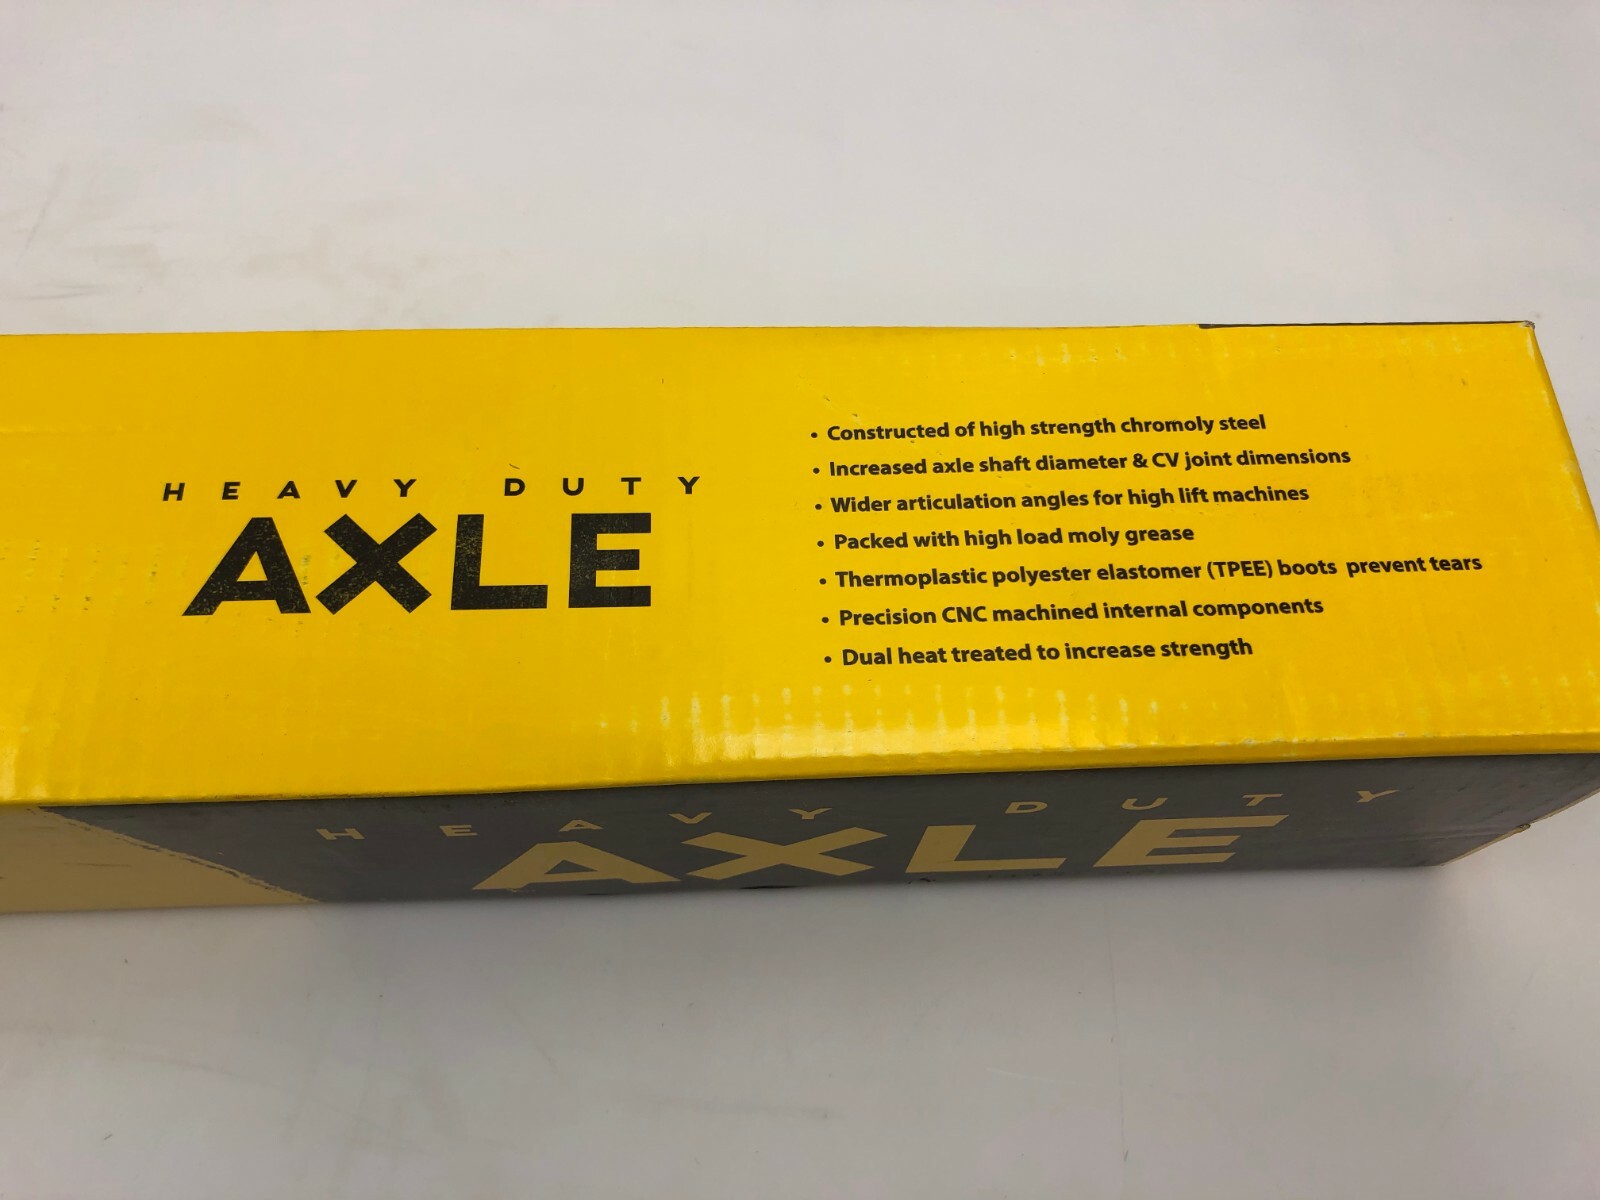 HEAVY DUTY
AXLE
• Constructed of high strength chromoly steel
• Increased axle shaft diameter & CV joint dimensions
• Wider articulation angles for high lift machines
• Packed with high load moly grease
• Thermoplastic polyester elastomer (TPEE) boots prevent tears
• Precision CNC machined internal components
• Dual heat treated to increase strength
HEAVY DUTY
AXLE